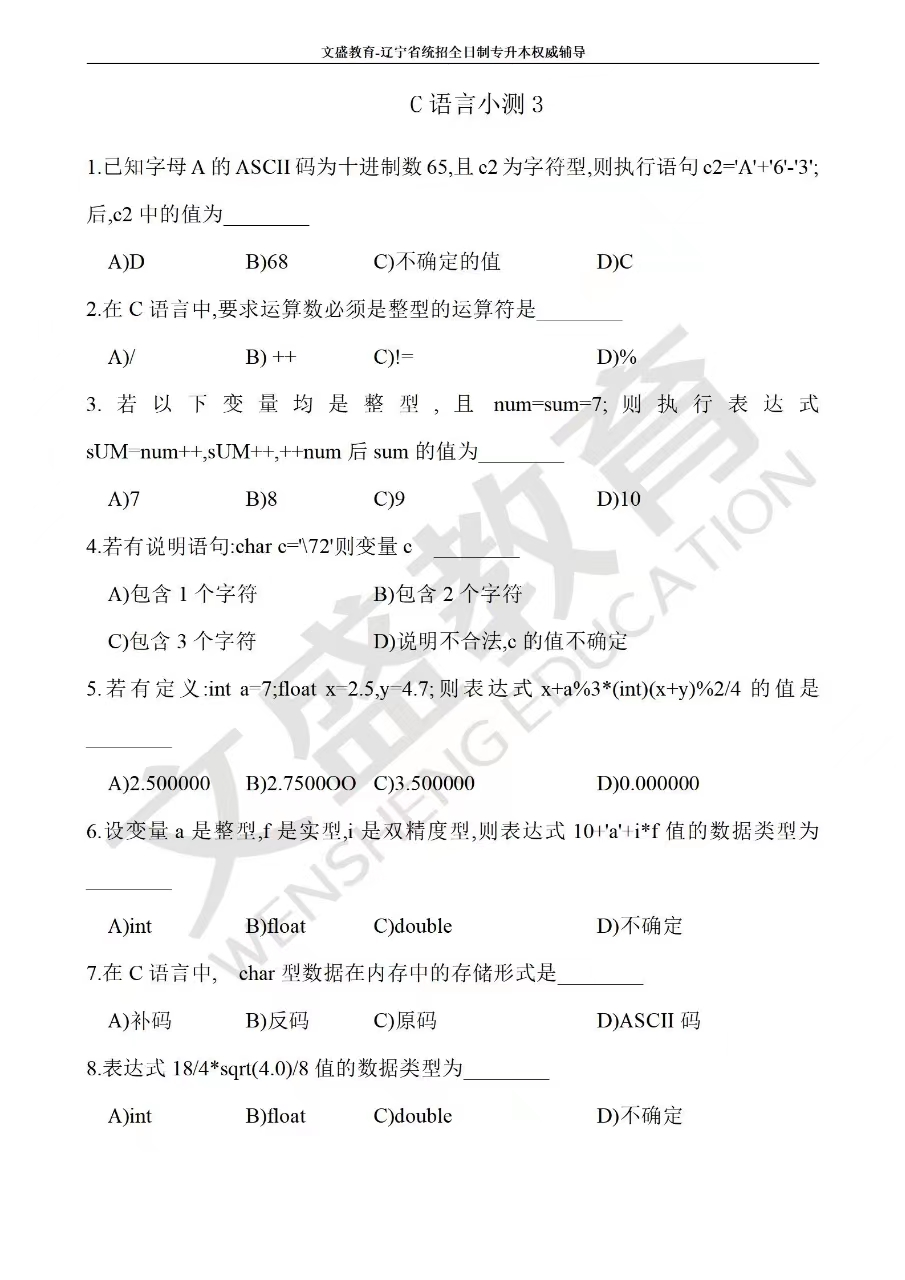 文盛教育-辽宁省统招全日制专升本权威辅导
C 语言小测 3
1.已知字母 A 的 ASCII 码为十进制数 65,且 c2 为字符型,则执行语句 c2='A'+'6'-'3';
后,c2 中的值为________
A)D B)68 C)不确定的值 D)C
2.在 C 语言中,要求运算数必须是整型的运算符是________
A)/ B) ++ C)!= D)%
3. 若以下变量均是整型,且 num=sum=7;则执行表达式
sUM=num++,sUM++,++num 后 sum 的值为________
A)7 B)8 C)9 D)10
4.若有说明语句:char c='\72'则变量 c ________
A)包含 1 个字符 B)包含 2 个字符
C)包含 3 个字符 D)说明不合法,c 的值不确定
5.若有定义:int a=7;float x=2.5,y=4.7;则表达式 x+a%3*(int)(x+y)%2/4 的值是
________
A)2.500000 B)2.7500OO C)3.500000 D)0.000000
6.设变量 a 是整型,f 是实型,i 是双精度型,则表达式 10+'a'+i*f 值的数据类型为
________
A)int B)float C)double D)不确定
7.在 C 语言中, char 型数据在内存中的存储形式是________
A)补码 B)反码 C)原码 D)ASCII 码
8.表达式 18/4*sqrt(4.0)/8 值的数据类型为________
A)int B)float C)double D)不确定
文盛教育
WENSHENG EDUCATION